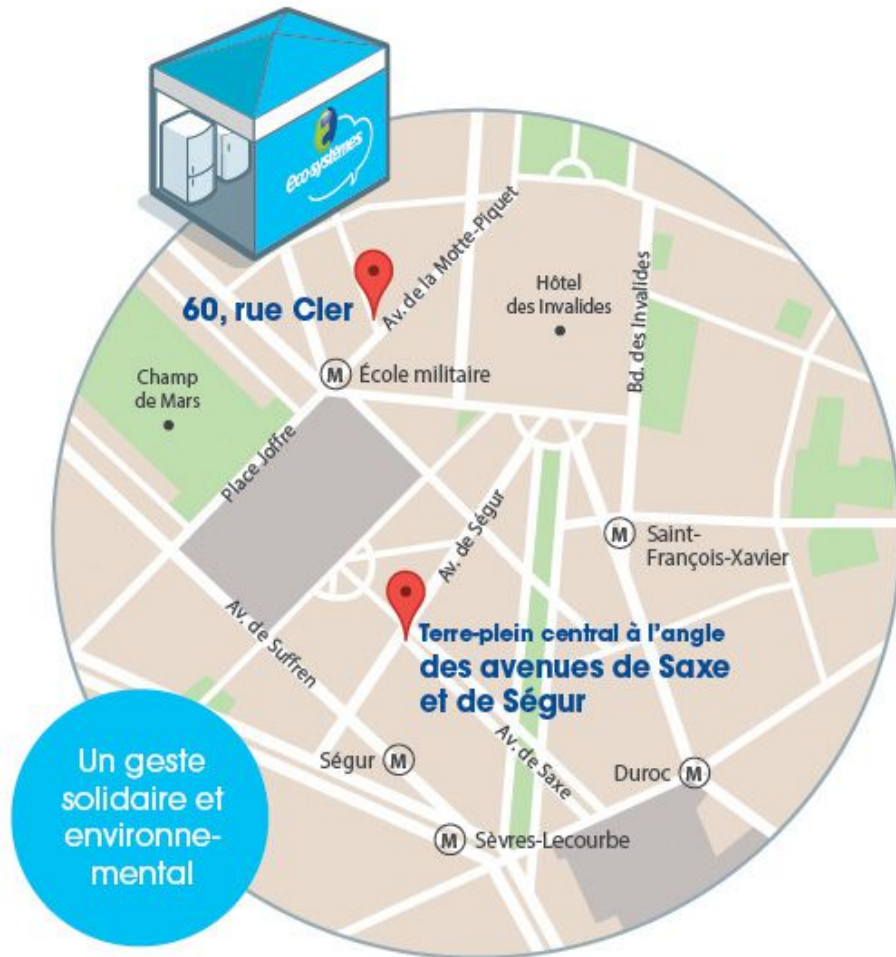 éco-systèmes
Av. de la Motte-Piquet
60, rue Cler
Hôtel
des Invalides
Bd. des Invalides
M École militaire
Champ
de Mars
Place Joffre
Av. de Ségur
M Saint-
François-Xavier
Terre-plein central à l'angle
des avenues de Saxe
et de Ségur
Av. de Suffren
Av. de Saxe
Ségur M
Duroc M
M Sèvres-Lecourbe
Un geste
solidaire et
environne-
mental